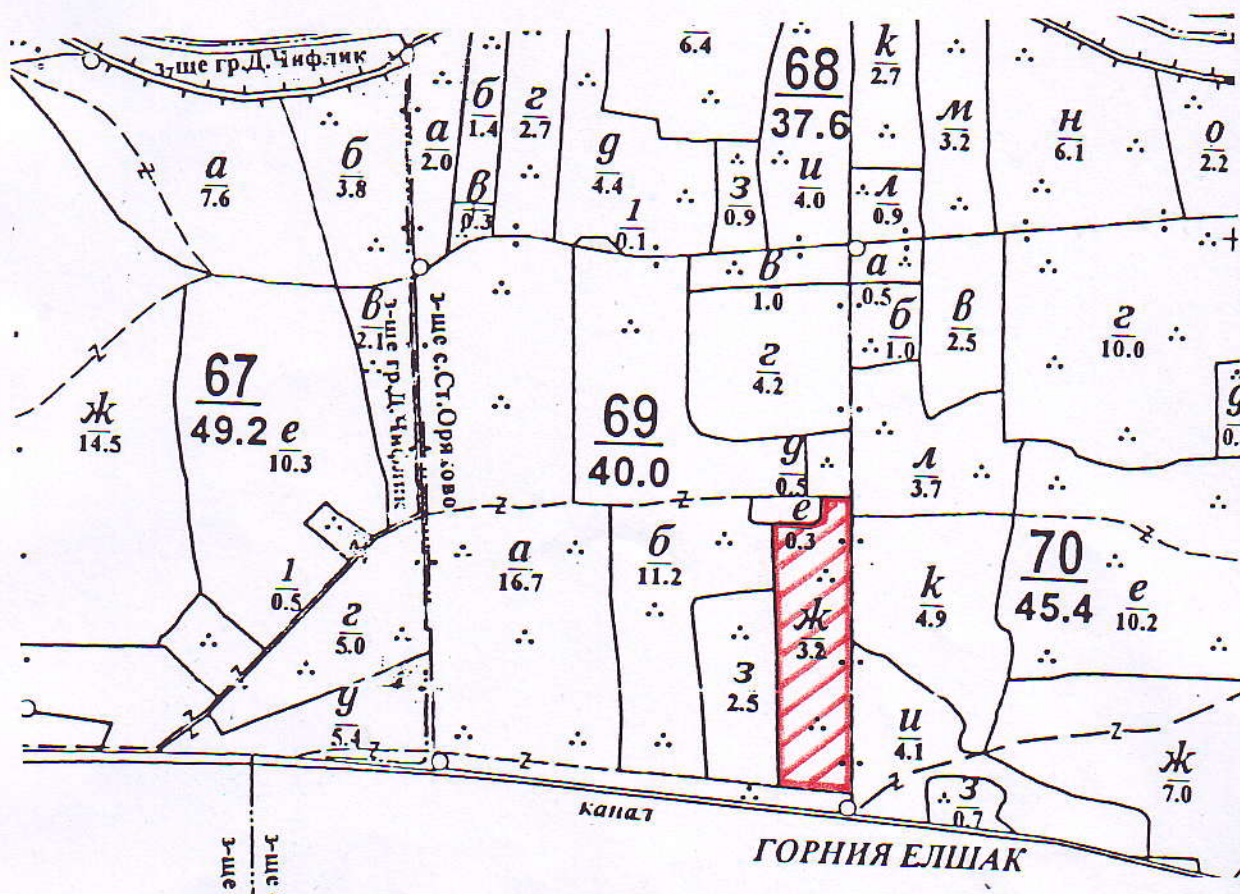 з-ще гр.Д.Чифлик
6.4
68
37.6
k
2.7
б
1.4
г
2.7
а
2.0
м
3.2
н
6.1
о
2.2
а
7.6
б
3.8
д
4.4
и
4.0
з
0.9
л
0.9
в
0.3
1
0.1
в
1.0
а
0.5
в
2.1
б
1.0
в
2.5
г
10.0
г
4.2
з-ще гр.Д.Чифлик
з-ще с.Ст.Оряхово
67
49.2
е
10.3
ж
14.5
69
40.0
д
0.5
л
3.7
д
е
0.3
а
16.7
б
11.2
70
45.4
е
10.2
k
4.9
1
0.5
г
5.0
ж
3.2
з
2.5
у
5.4
и
4.1
ж
7.0
з
0.7
канал
ГОРНИЯ ЕЛШАК
з-ще
з-ще